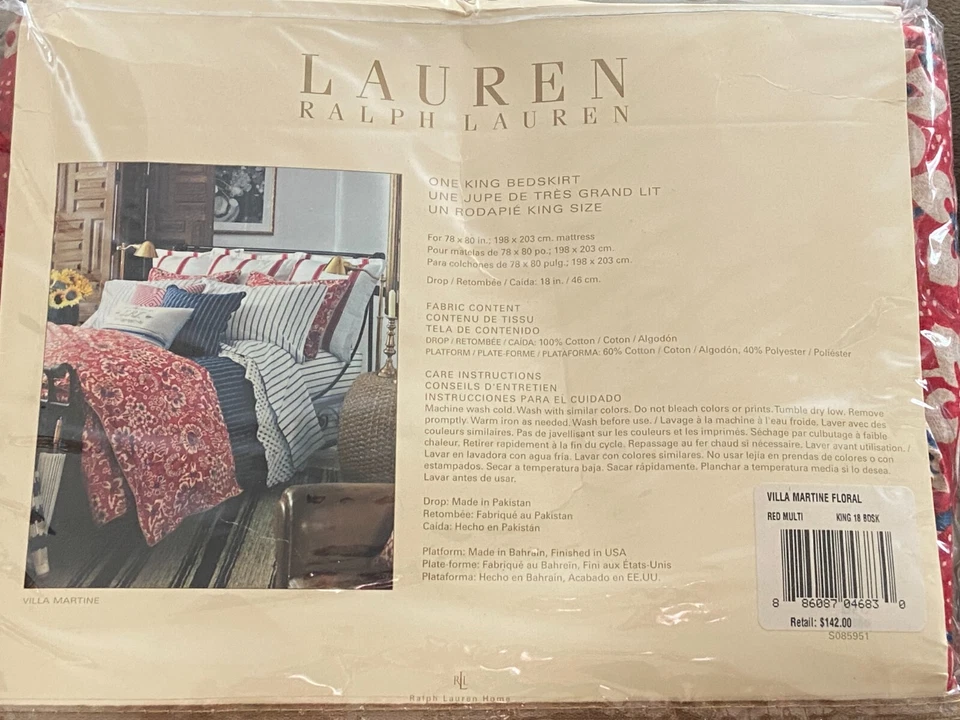 LAUREN
RALPH LAUREN
ONE KING BEDSKIRT
UNE JUPE DE TRÈS GRAND LIT
UN RODAPIÉ KING SIZE
For 78 x 80 in.; 198 x 203 cm. mattress
Pour matelas de 78 x 80 po.; 198 x 203 cm.
Para colchones de 78 x 80 pulg.; 198 x 203 cm.
Drop / Retombée / Caida: 18 in. / 46 cm.
FABRIC CONTENT
CONTENU DE TISSU
TELA DE CONTENIDO
DROP / RETOMBÉE / CAÍDA: 100% Cotton / Coton / Algodón
PLATFORM / PLATE-FORME / PLATAFORMA: 60% Cotton / Coton / Algodón, 40% Polyester / Poliéster
CARE INSTRUCTIONS
CONSEILS D'ENTRETIEN
INSTRUCCIONES PARA EL CUIDADO
Machine wash cold. Wash with similar colors. Do not bleach colors or prints. Tumble dry low. Remove
promptly. Warm iron as needed. Wash before use. / Lavage à la machine à l'eau froide. Laver avec des
couleurs similaires. Pas de javellisant sur les couleurs et les imprimés. Séchage par culbutage à faible
chaleur. Retirer rapidement à la fin du cycle. Repassage au fer chaud si nécessaire. Laver avant utilisation. /
Lavar en lavadora con agua fría. Lavar con colores similares. No usar lejía en prendas de colores o con
estampados. Secar a temperatura baja. Sacar rápidamente. Planchar a temperatura media si lo desea.
Lavar antes de usar.
Drop: Made in Pakistan
Retombée: Fabriqué au Pakistan
Caída: Hecho en Pakistán
Platform: Made in Bahrain, Finished in USA
Plate-forme: Fabriqué au Bahreïn, Fini aux États-Unis
Plataforma: Hecho en Bahrain, Acabado en EE.UU.
VILLA MARTINE FLORAL
RED MULTI KING 18 BDSK
8 86087 04683 0
Retail: $142.00
S085951
VILLA MARTINE
RLL
Ralph Lauren Home